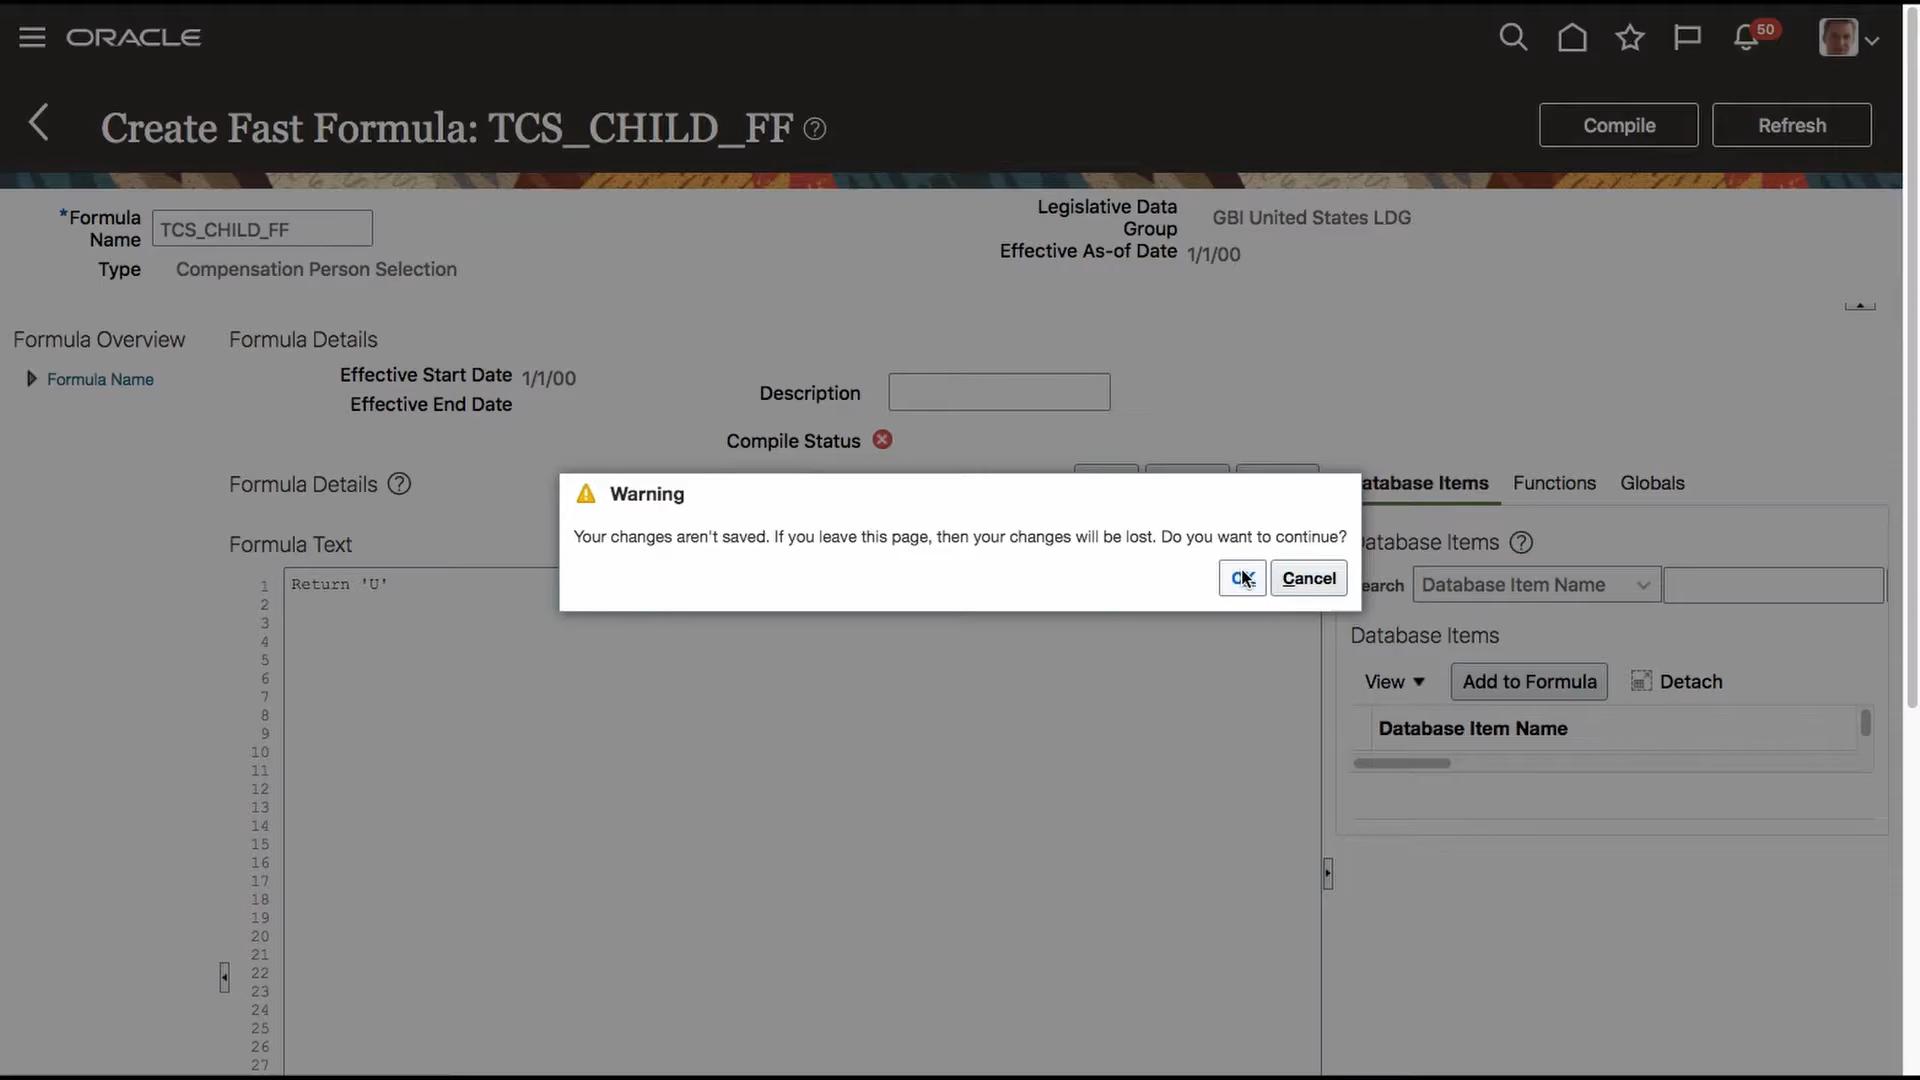 ORACLE
50
Create Fast Formula: TCS_CHILD_FF
Compile
Refresh
*Formula Name
TCS_CHILD_FF
Type
Compensation Person Selection
Legislative Data Group
GBI United States LDG
Effective As-of Date
1/1/00
Formula Overview
Formula Name
Formula Details
Effective Start Date 1/1/00
Effective End Date
Description
Compile Status
Formula Details
Warning
Your changes aren't saved. If you leave this page, then your changes will be lost. Do you want to continue?
Cancel
Formula Text
1 Return 'U'
2
3
4
5
6
7
8
9
10
11
12
13
14
15
16
17
18
19
20
21
22
23
24
25
26
27
Items
Functions
Globals
Items
Database Item Name
Database Items
View
Add to Formula
Detach
Database Item Name